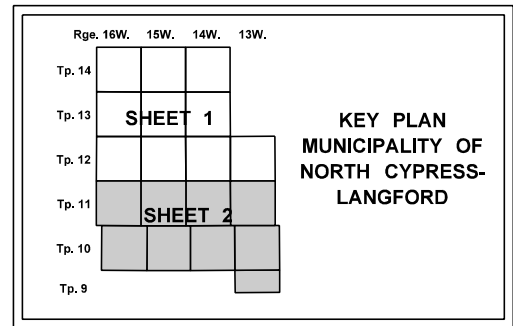 Rge. 16W. 15W. 14W. 13W.
Tp. 14
Tp. 13
SHEET 1
Tp. 12
Tp. 11
SHEET 2
Tp. 10
Tp. 9
KEY PLAN
MUNICIPALITY OF
NORTH CYPRESS-
LANGFORD